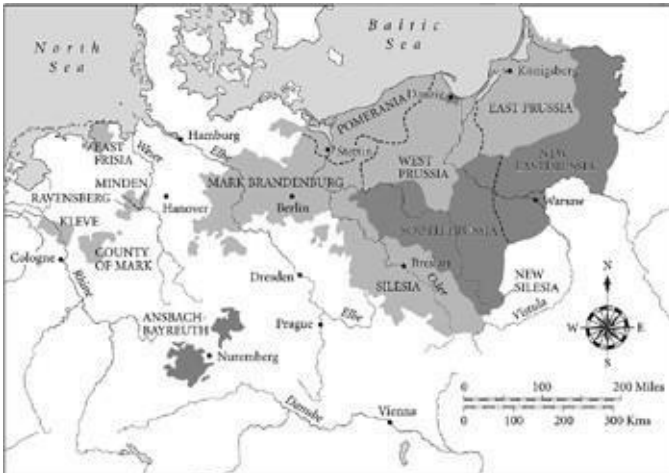 North
Sea
Baltic
Sea
Königsberg
Danzig
POMERANIA
EAST PRUSSIA
Hamburg
EAST
FRISIA
Weser
Elbe
Stettin
WEST
PRUSSIA
NEW
EAST PRUSSIA
RAVENSBERG
MINDEN
Hanover
MARK BRANDENBURG
Berlin
Warsaw
KLEVE
SOUTH PRUSSIA
Cologne
COUNTY
OF MARK
Rhine
Dresden
Breslau
Oder
SILESIA
NEW
SILESIA
Vistula
ANSBACH-
BAYREUTH
Prague
Elbe
Nuremberg
Danube
Vienna
N
W
E
S
0 100 200 Miles
0 100 200 300 Kms